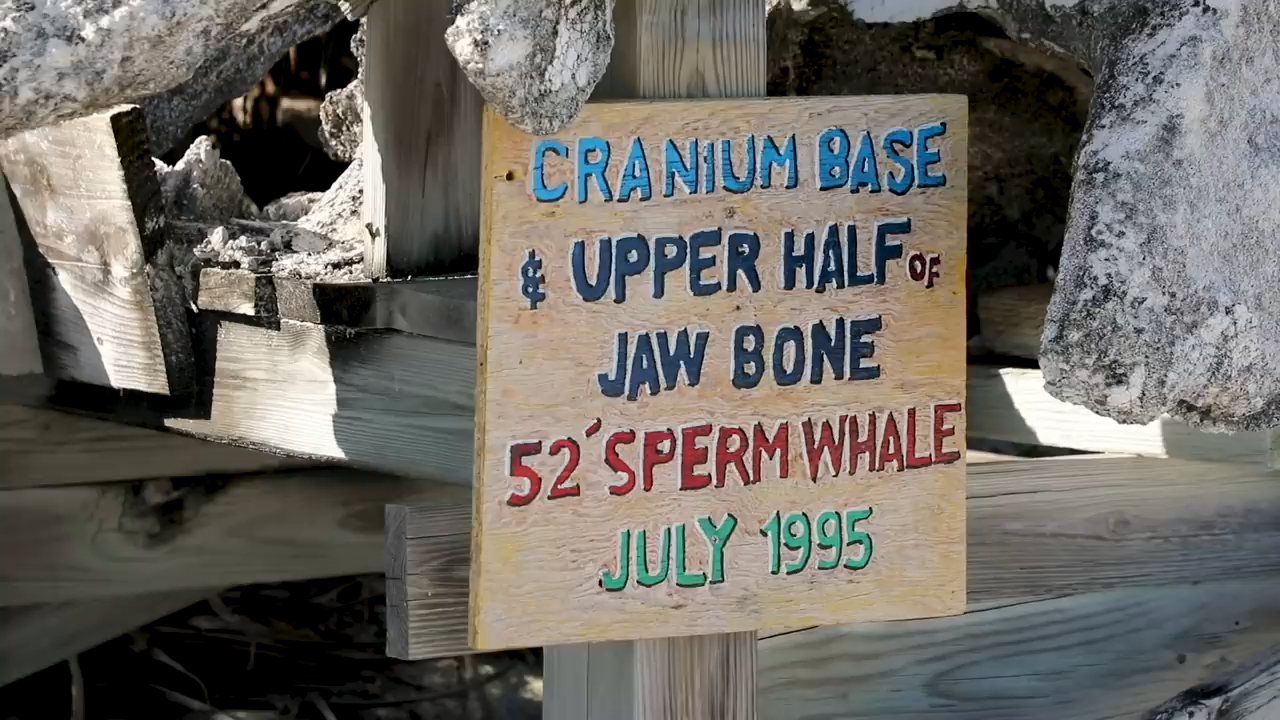 CRANIUM BASE
& UPPER HALF OF
JAW BONE
52' SPERM WHALE
JULY 1995